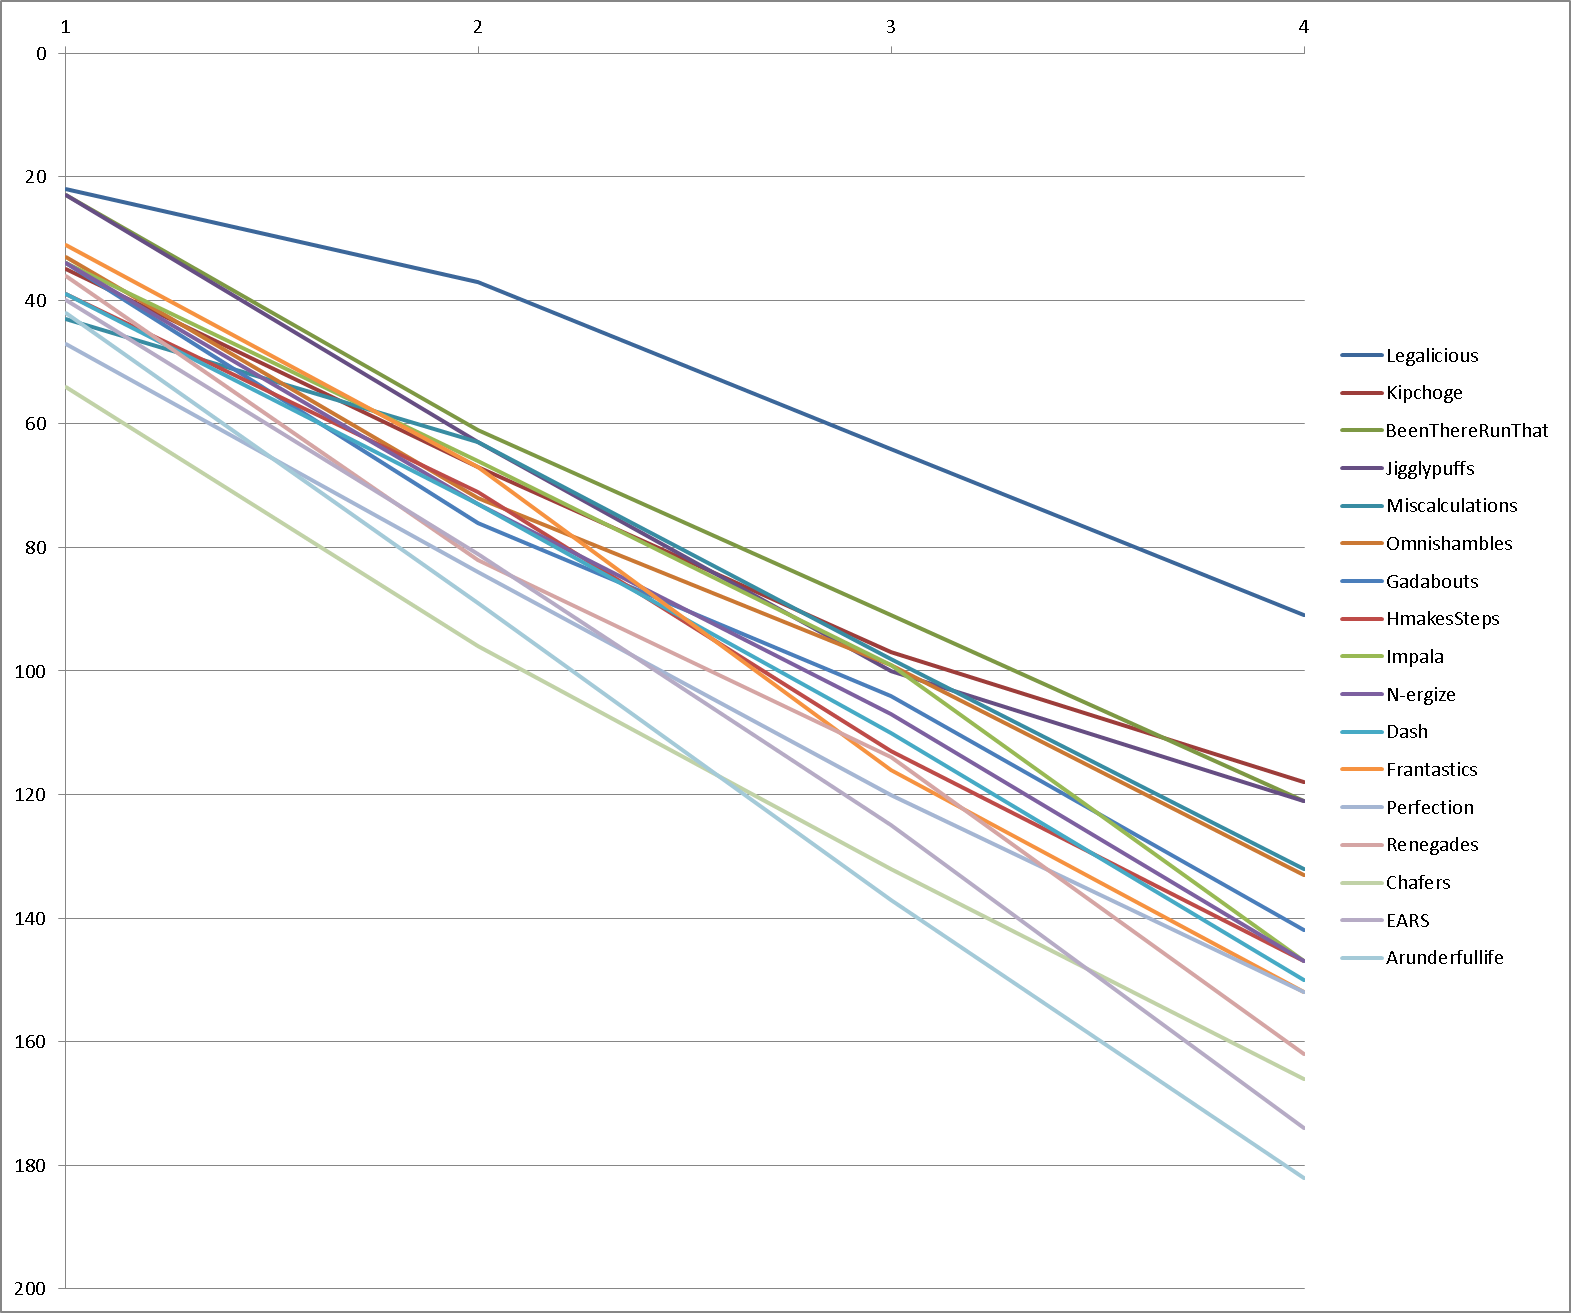 1 2 3 4
0
20
40
60
80
100
120
140
160
180
200
Legalicious
Kipchoge
BeenThereRunThat
Jigglypuffs
Miscalculations
Omnishambles
Gadabouts
HmakesSteps
Impala
N-ergize
Dash
Frantastics
Perfection
Renegades
Chafers
EARS
Arunderfullife